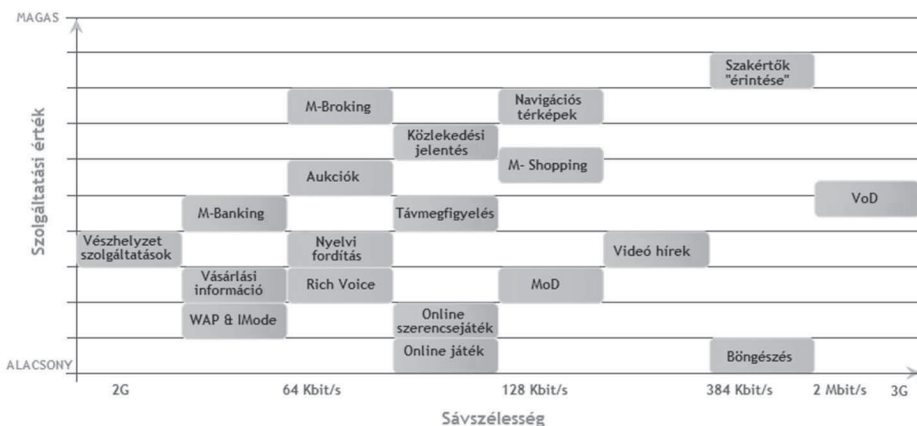 MAGAS
Szakértők
"érintése"
M-Broking
Navigációs
térképek
Közlekedési
jelentés
M- Shopping
Aukciók
VoD
M-Banking
Távmegfigyelés
Vészhelyzet
szolgáltatások
Nyelvi
fordítás
Videó hírek
Vásárlási
információ
Rich Voice
MoD
WAP & IMode
Online
szerencsejáték
Online játék
Böngészés
ALACSONY
Szolgáltatási érték
2G
64 Kbit/s
128 Kbit/s
384 Kbit/s
2 Mbit/s
3G
Sávszélesség